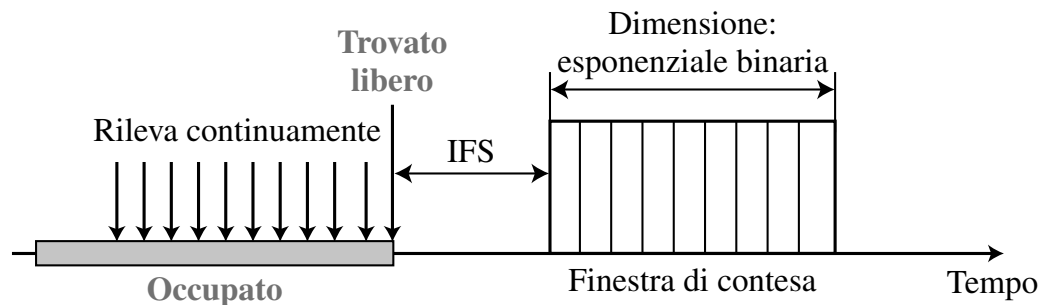 Dimensione:
esponenziale binaria
Trovato
libero
Rileva continuamente
IFS
Occupato
Finestra di contesa
Tempo